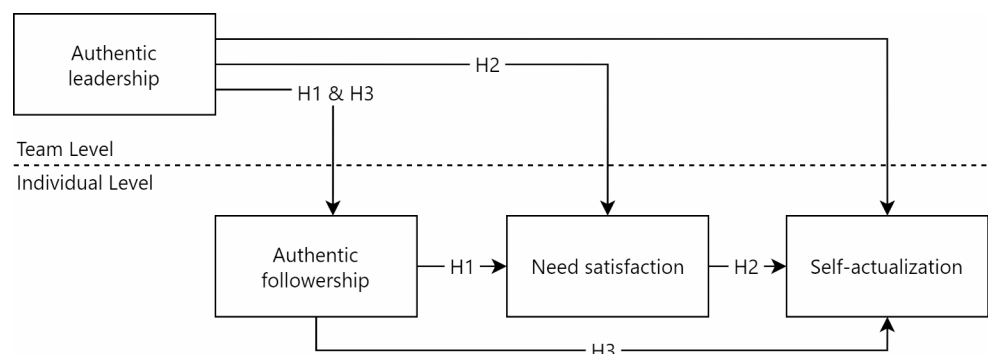 Authentic
leadership
H2
H1 & H3
Team Level
Individual Level
Authentic
followership
H1
Need satisfaction
H2
Self-actualization
H3